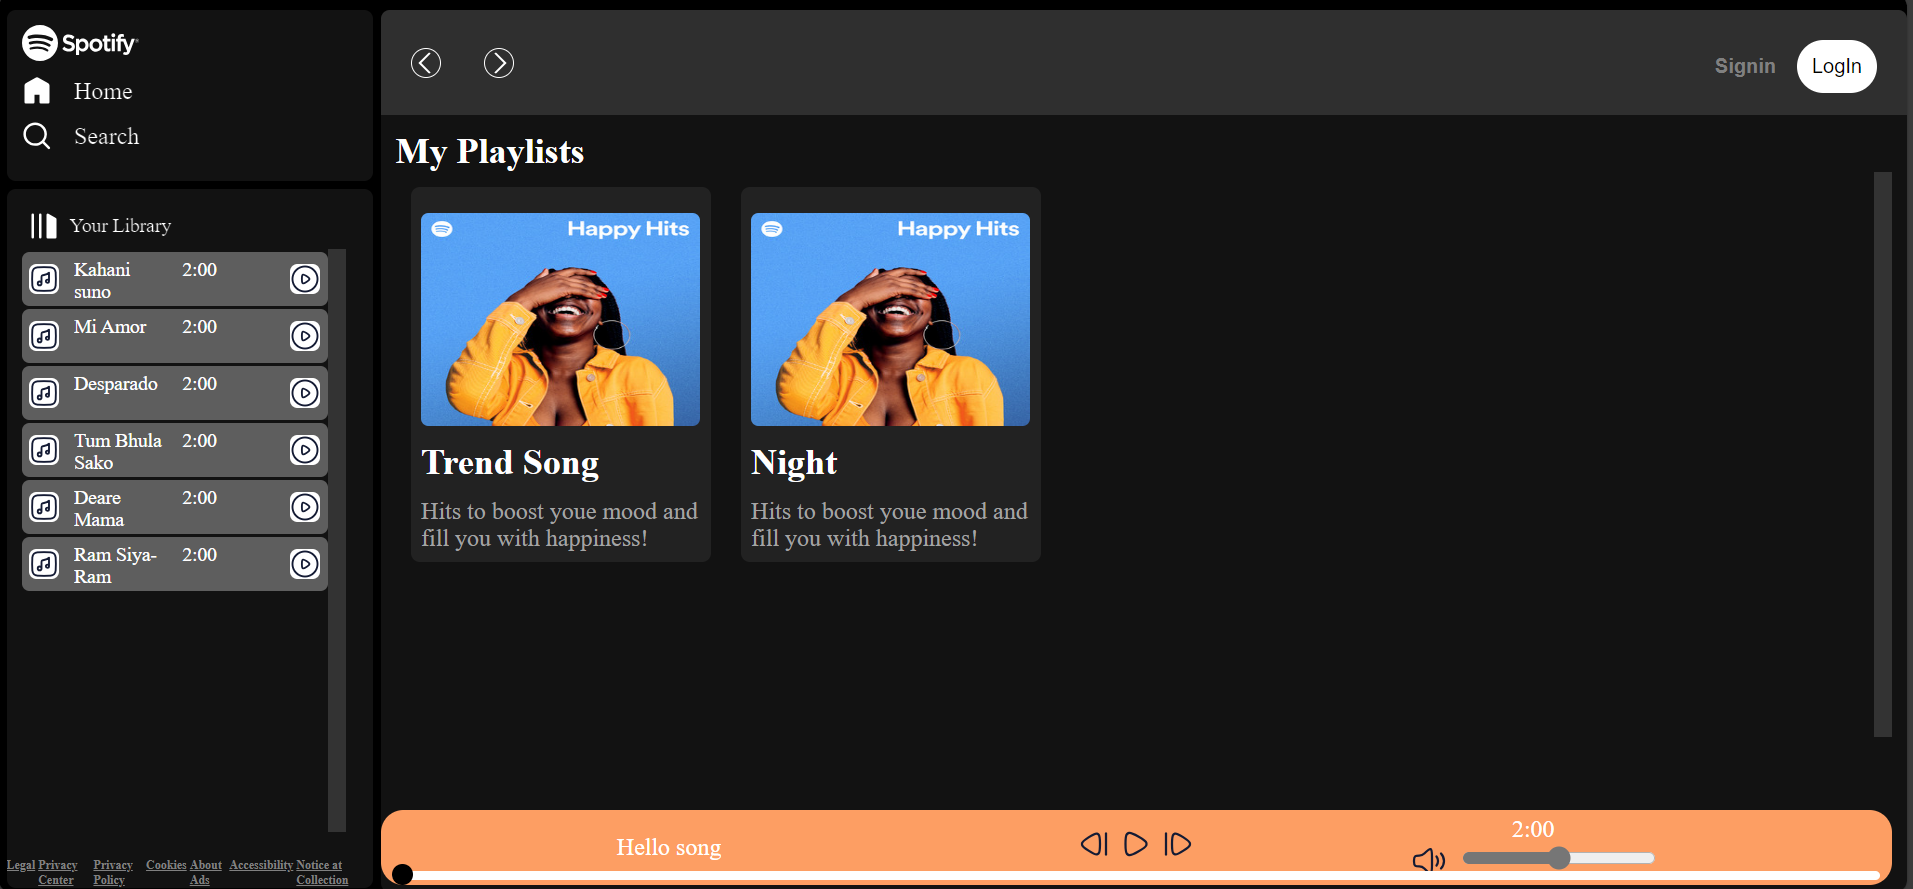 Spotify
Home
Search
Your Library
Kahani
suno
2:00
Mi Amor
2:00
Desparado
2:00
Tum Bhula
Sako
2:00
Deare
Mama
2:00
Ram Siya-
Ram
2:00
Legal Privacy Center Privacy Policy Cookies About Ads Accessibility Notice at Collection
Signin
LogIn
My Playlists
Happy Hits
Trend Song
Hits to boost youe mood and
fill you with happiness!
Happy Hits
Night
Hits to boost youe mood and
fill you with happiness!
Hello song
2:00